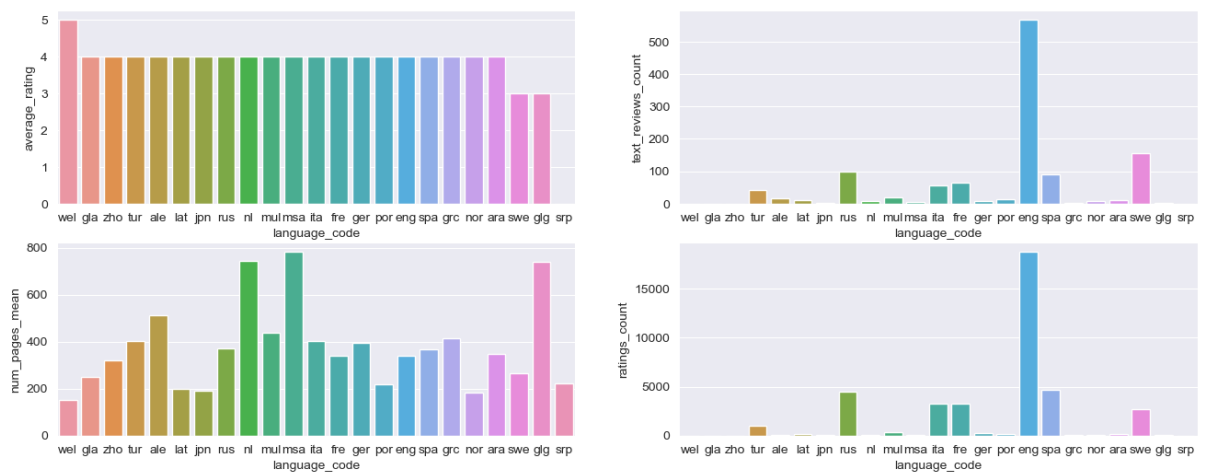 average_rating
5
4
3
2
1
0
wel gla zho tur ale lat jpn rus nl mul msa ita fre ger por eng spa grc nor ara swe glg srp
language_code
text_reviews_count
500
400
300
200
100
0
wel gla zho tur ale lat jpn rus nl mul msa ita fre ger por eng spa grc nor ara swe glg srp
language_code
num_pages_mean
800
600
400
200
0
wel gla zho tur ale lat jpn rus nl mul msa ita fre ger por eng spa grc nor ara swe glg srp
language_code
ratings_count
15000
10000
5000
0
wel gla zho tur ale lat jpn rus nl mul msa ita fre ger por eng spa grc nor ara swe glg srp
language_code